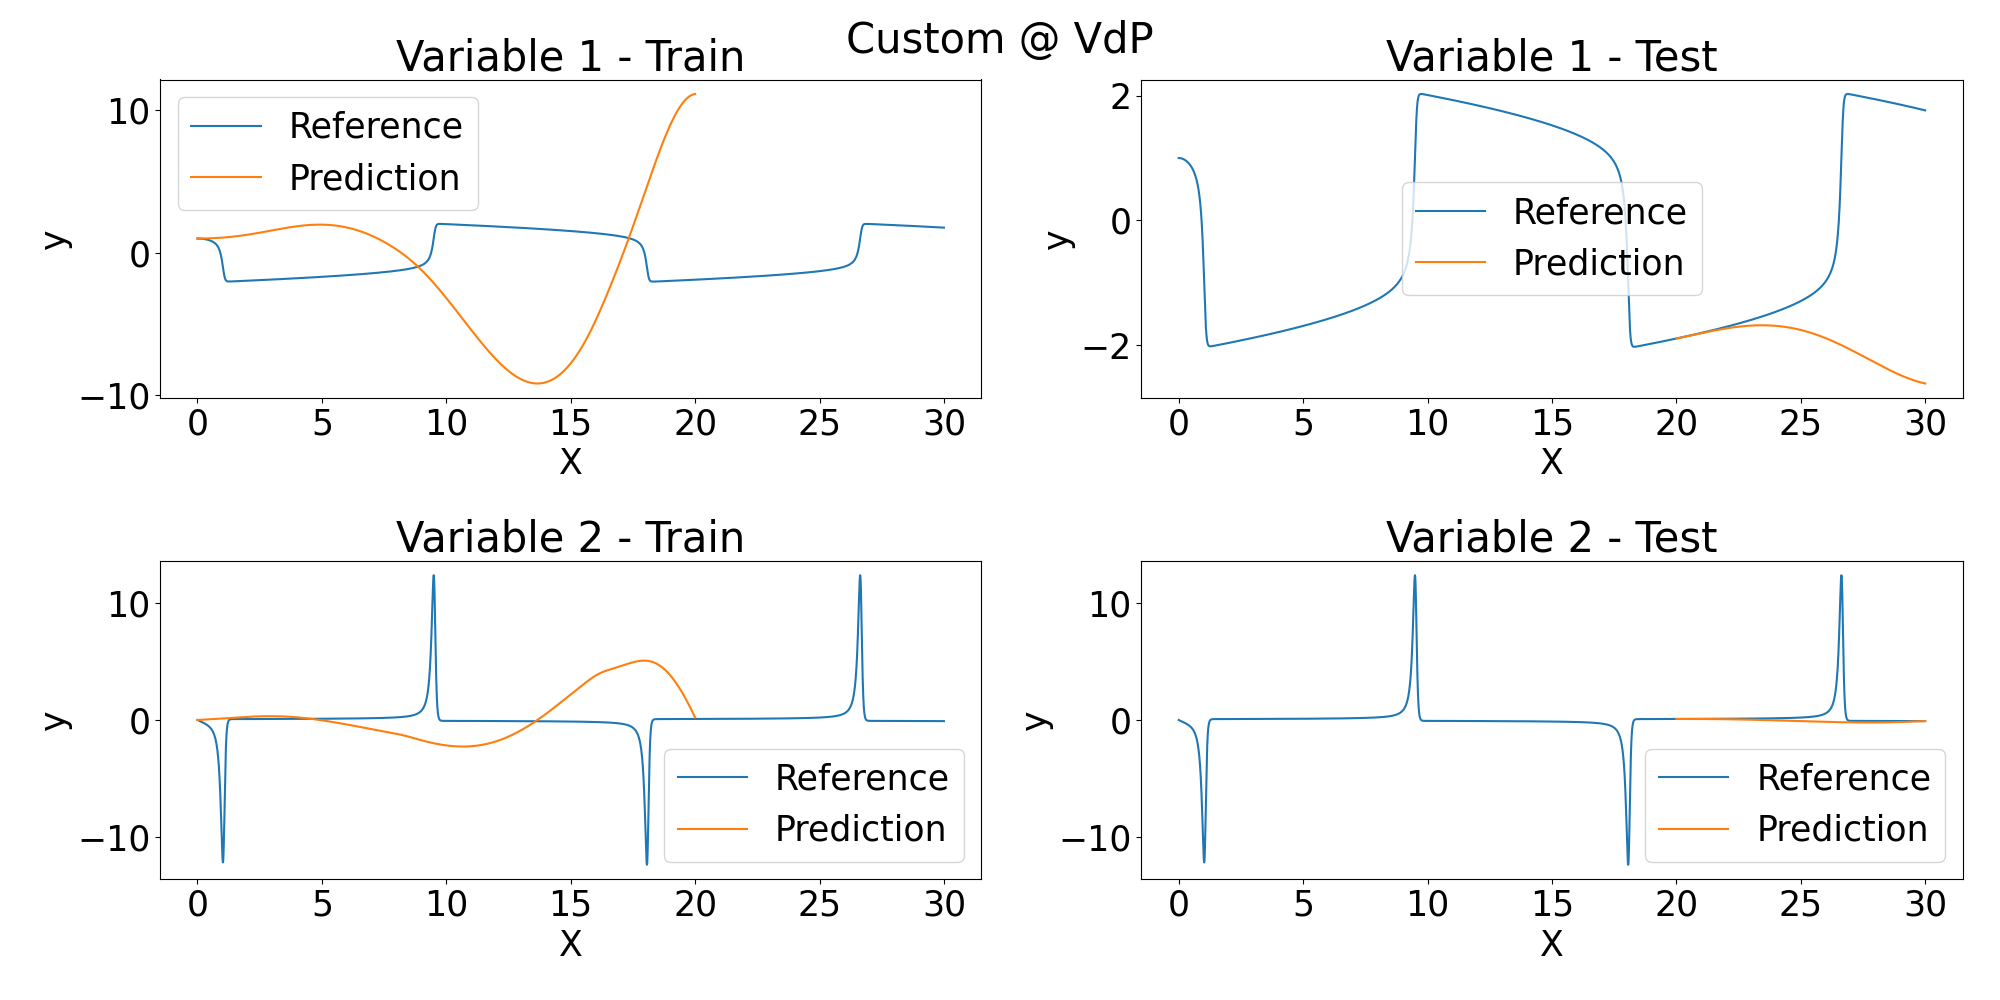 Custom @ VdP
Variable 1 - Train
10
0
−10
y
Reference
Prediction
0 5 10 15 20 25 30
X
Variable 1 - Test
2
0
−2
y
Reference
Prediction
0 5 10 15 20 25 30
X
Variable 2 - Train
10
0
−10
y
Reference
Prediction
0 5 10 15 20 25 30
X
Variable 2 - Test
10
0
−10
y
Reference
Prediction
0 5 10 15 20 25 30
X